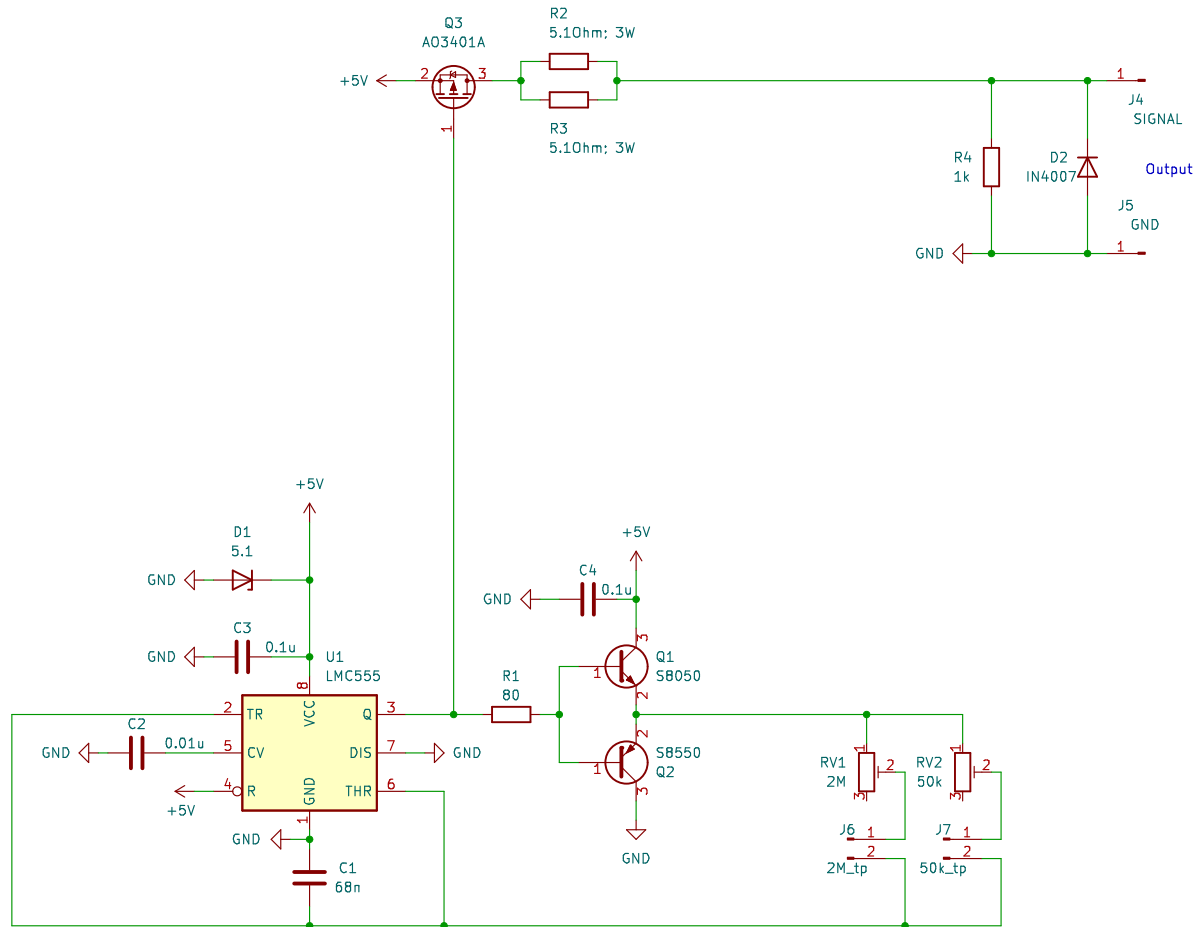 Q3
AO3401A
+5V
2
3
1
R2
5.1Ohm; 3W
R3
5.1Ohm; 3W
1
J4
SIGNAL
R4
1k
D2
IN4007
Output
J5
GND
1
GND
+5V
D1
5.1
GND
C3
0.1u
GND
U1
LMC555
8
VCC
2
TR
Q
3
C2
0.01u
GND
5
CV
DIS
7
GND
4
R
+5V
GND
THR
6
1
GND
C1
68n
R1
80
+5V
C4
0.1u
GND
3
Q1
S8050
1
2
2
S8550
Q2
1
3
GND
1
RV1
2M
2
3
1
RV2
50k
2
3
J6
1
2
2M_tp
J7
1
2
50k_tp